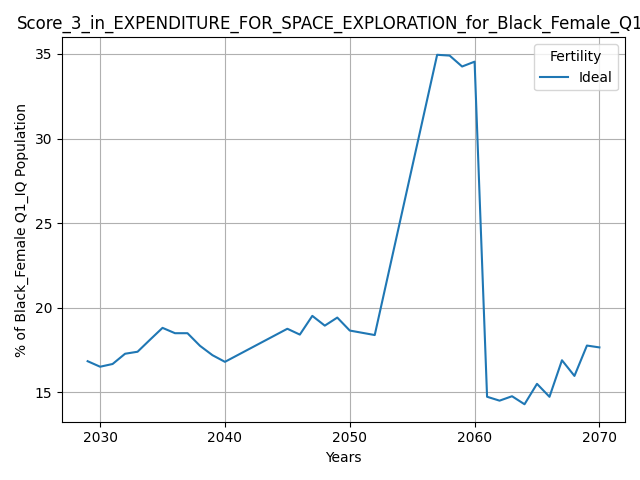 Score_3_in_EXPENDITURE_FOR_SPACE_EXPLORATION_for_Black_Female_Q1
Fertility
Ideal
% of Black_Female Q1_IQ Population
35
30
25
20
15
2030 2040 2050 2060 2070
Years